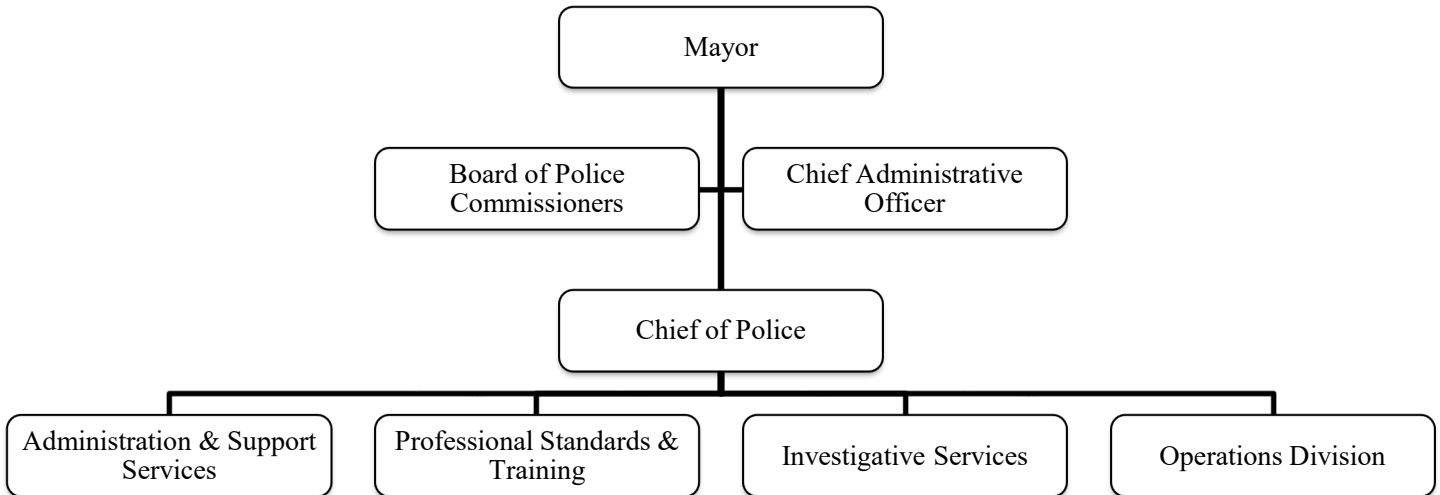 Mayor
Board of Police
Commissioners
Chief Administrative
Officer
Chief of Police
Administration & Support
Services
Professional Standards &
Training
Investigative Services
Operations Division